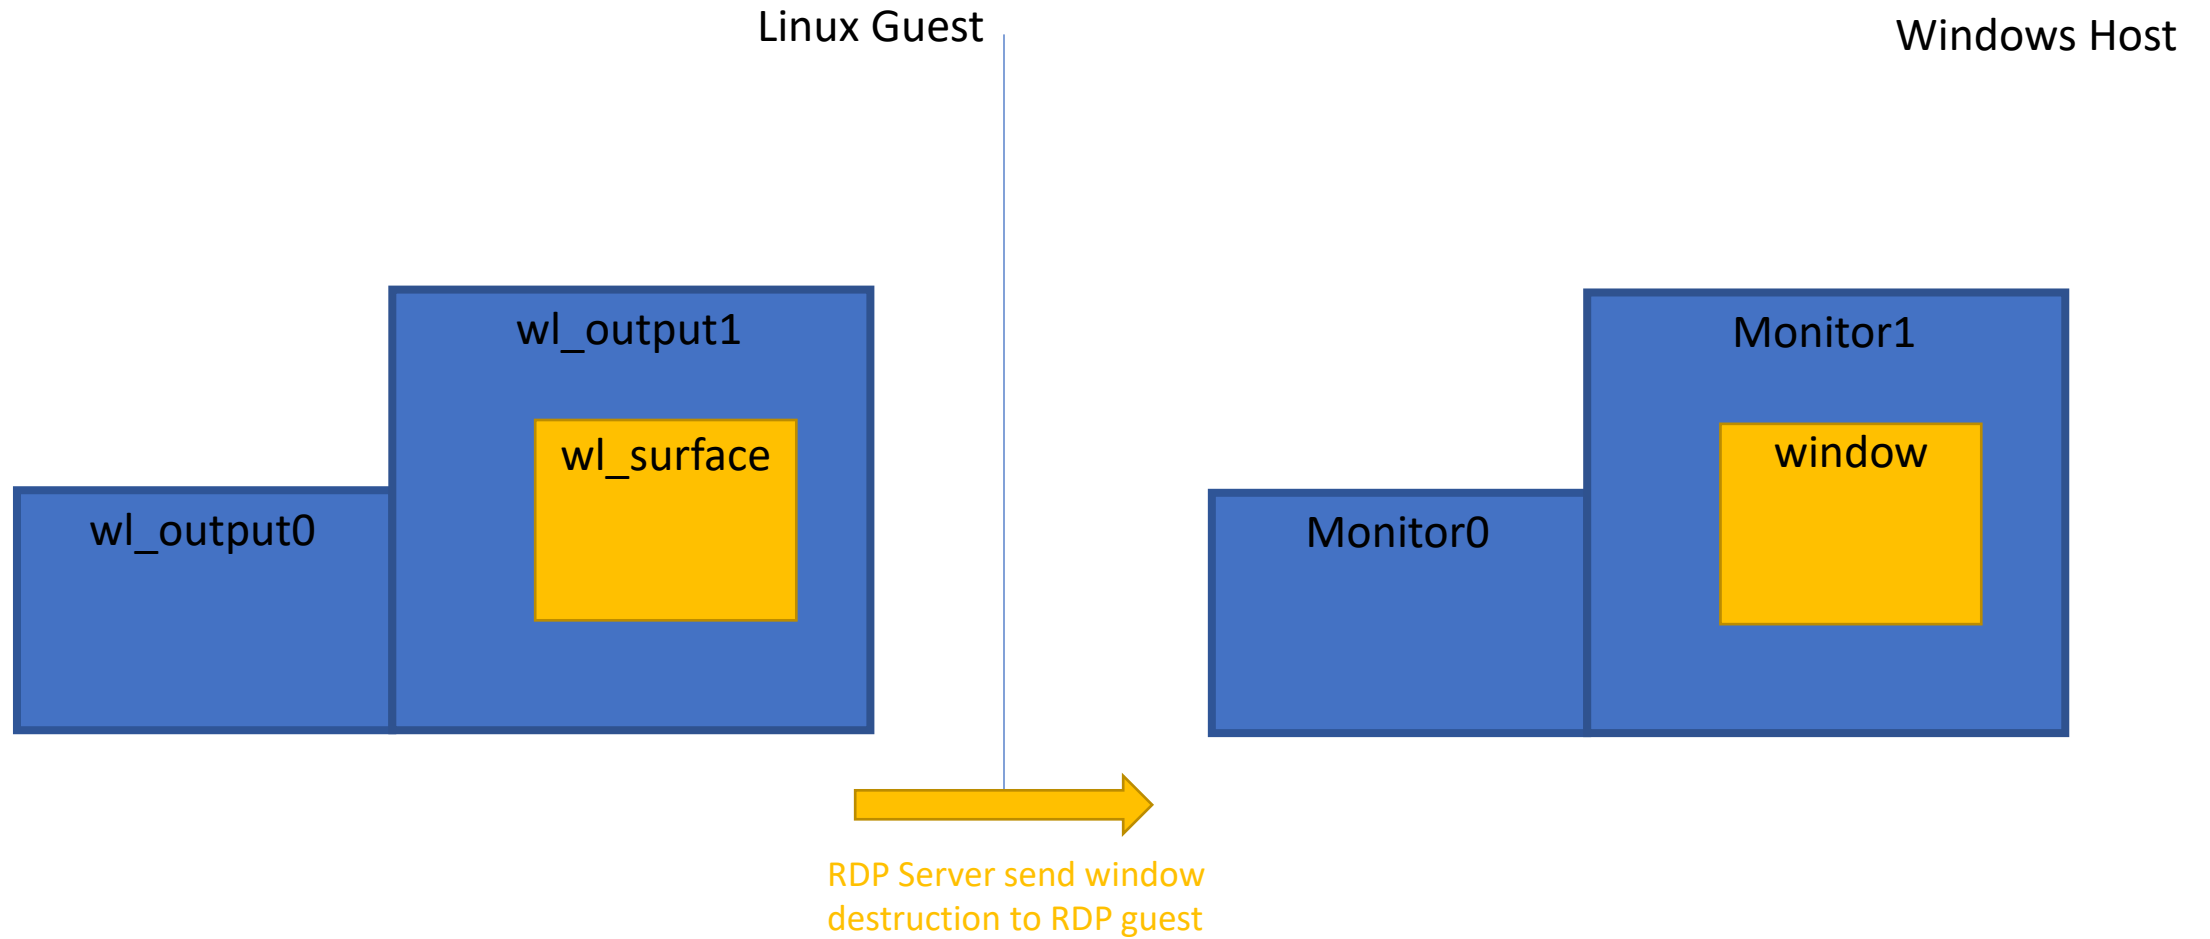 Linux Guest
Windows Host
wl_output1
wl_surface
wl_output0
Monitor1
window
Monitor0
RDP Server send window
destruction to RDP guest